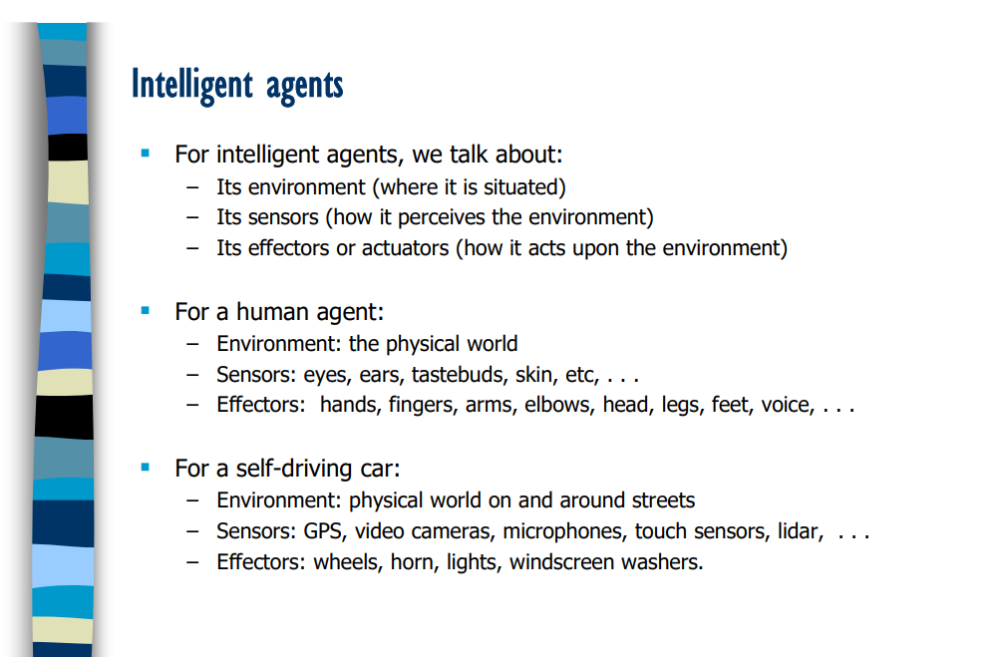 Intelligent agents
▪ For intelligent agents, we talk about:
– Its environment (where it is situated)
– Its sensors (how it perceives the environment)
– Its effectors or actuators (how it acts upon the environment)
▪ For a human agent:
– Environment: the physical world
– Sensors: eyes, ears, tastebuds, skin, etc, . . .
– Effectors: hands, fingers, arms, elbows, head, legs, feet, voice, . . .
▪ For a self-driving car:
– Environment: physical world on and around streets
– Sensors: GPS, video cameras, microphones, touch sensors, lidar, . . .
– Effectors: wheels, horn, lights, windscreen washers.